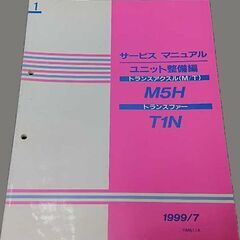 1
サービス マニュアル
ユニット整備編
トランスアクスル(M/T)
M5H
トランスファー
T1N
1999/7